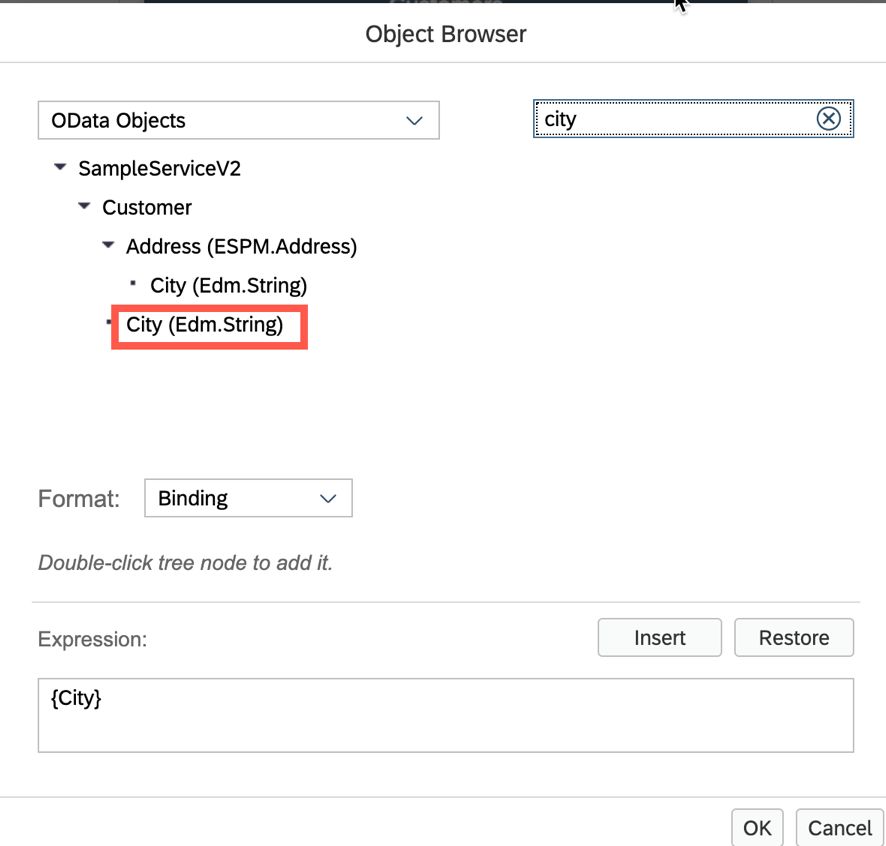 Object Browser
OData Objects
city
SampleServiceV2
Customer
Address (ESPM.Address)
City (Edm.String)
City (Edm.String)
Format:
Binding
Double-click tree node to add it.
Expression:
Insert
Restore
{City}
OK
Cancel